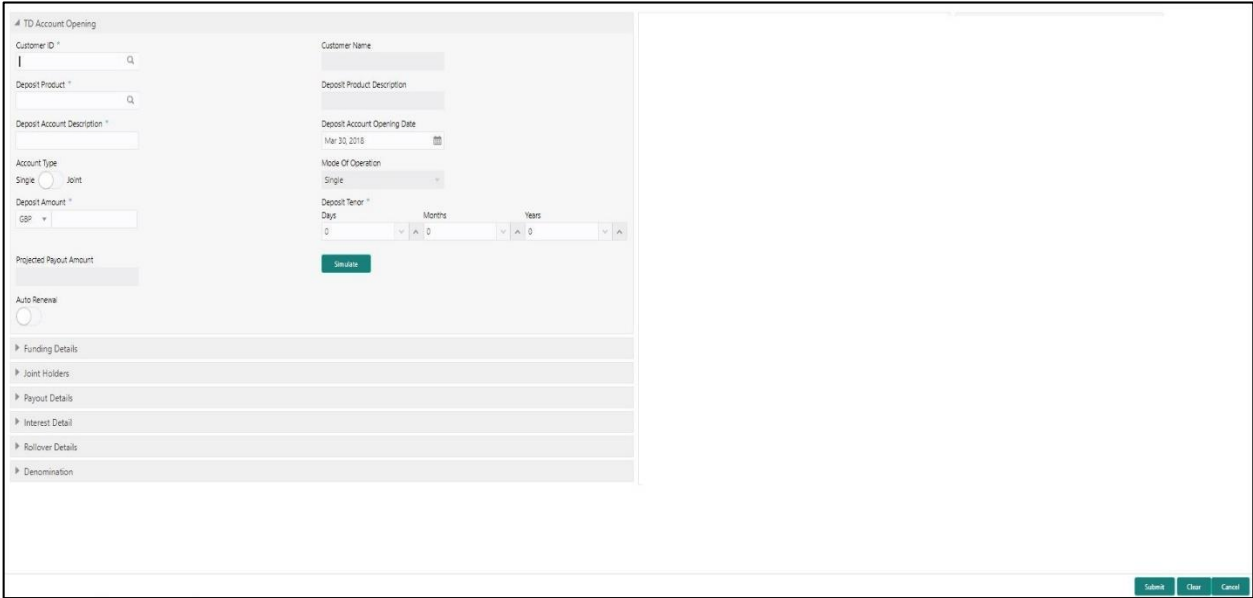 TD Account Opening
Customer ID *
Customer Name
Deposit Product *
Deposit Product Description
Deposit Account Description *
Deposit Account Opening Date
Mar 30, 2018
Account Type
Mode Of Operation
Single Joint
Single
Deposit Amount *
Deposit Tenor *
Days Months Years
GBP
0 0 0
Projected Payout Amount
Simulate
Auto Renewal
Funding Details
Joint Holders
Payout Details
Interest Detail
Rollover Details
Denomination
Submit Clear Cancel